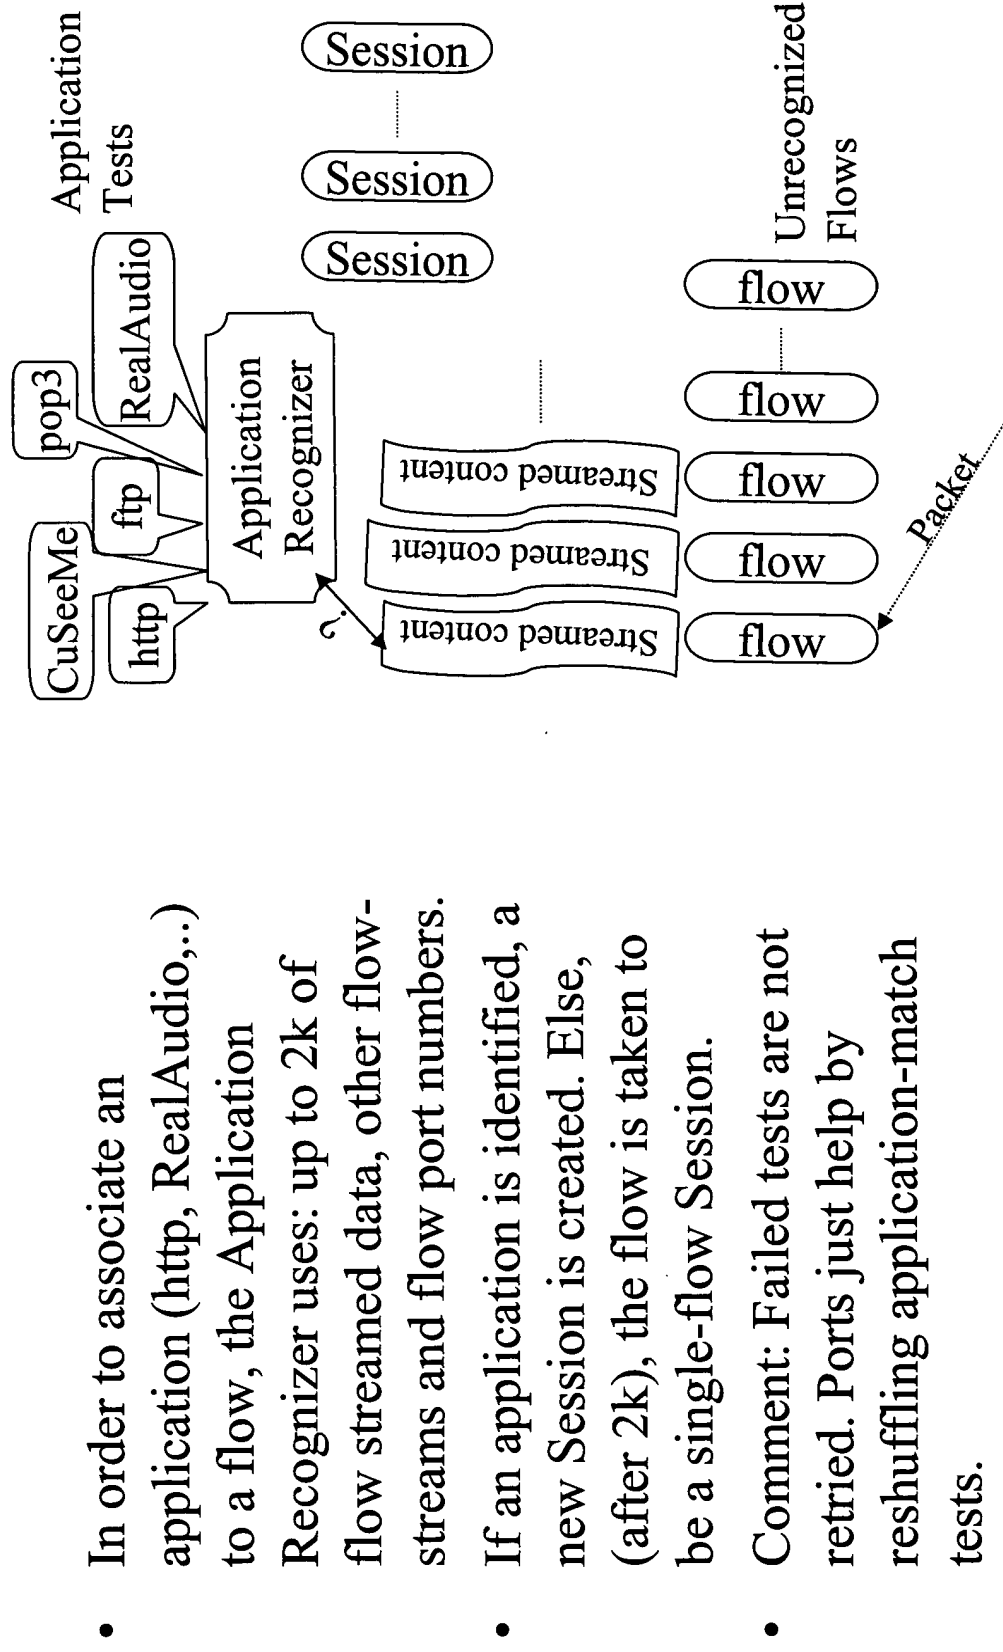 • In order to associate an
application (http, RealAudio,..)
to a flow, the Application
Recognizer uses: up to 2k of
flow streamed data, other flow-
streams and flow port numbers.
• If an application is identified, a
new Session is created. Else,
(after 2k), the flow is taken to
be a single-flow Session.
• Comment: Failed tests are not
retried. Ports just help by
reshuffling application-match
tests.
CuSeeMe
pop3
http
ftp
RealAudio
Application
Tests
Application
Recognizer
?
Session
Session
Session
Streamed content
Streamed content
Streamed content
flow
flow
flow
flow
flow
Unrecognized
Flows
Packet